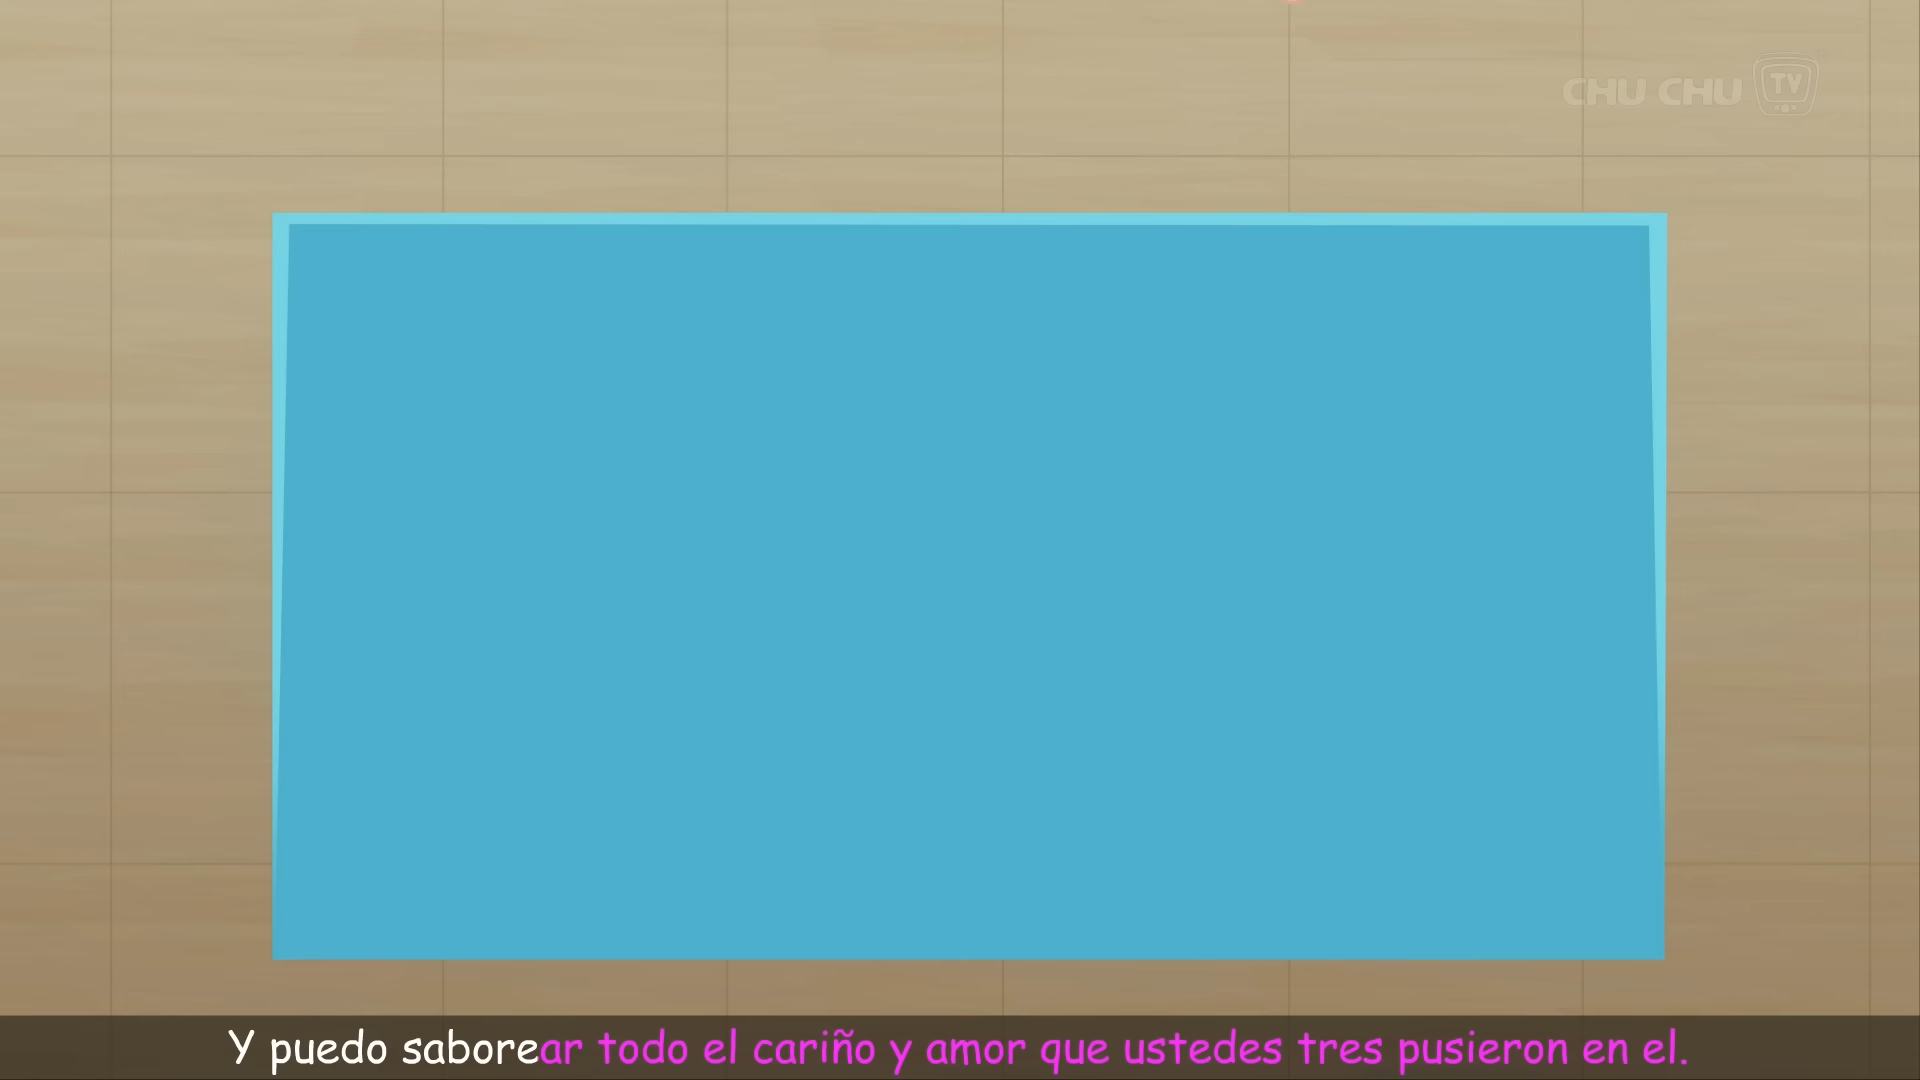 CHU CHU TV
Y puedo saborear todo el cariño y amor que ustedes tres pusieron en el.